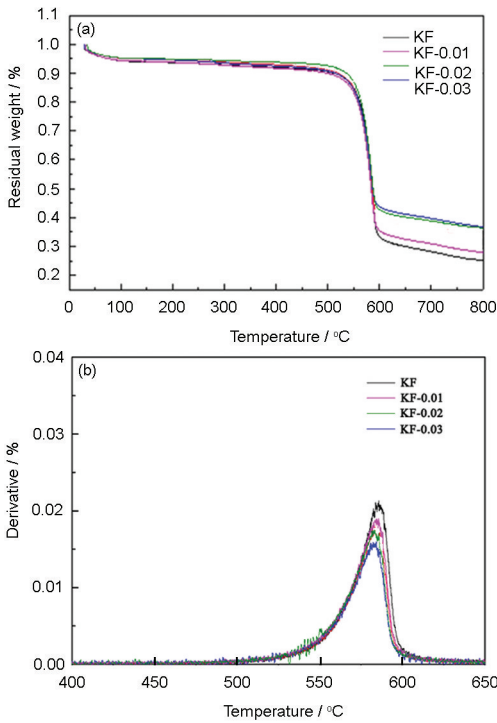 (a)
KF
KF-0.01
KF-0.02
KF-0.03
Residual weight / %
1.1
1.0
0.9
0.8
0.7
0.6
0.5
0.4
0.3
0.2
0 100 200 300 400 500 600 700 800
Temperature / °C
(b)
KF
KF-0.01
KF-0.02
KF-0.03
Derivative / %
0.04
0.03
0.02
0.01
0.00
400 450 500 550 600 650
Temperature / °C